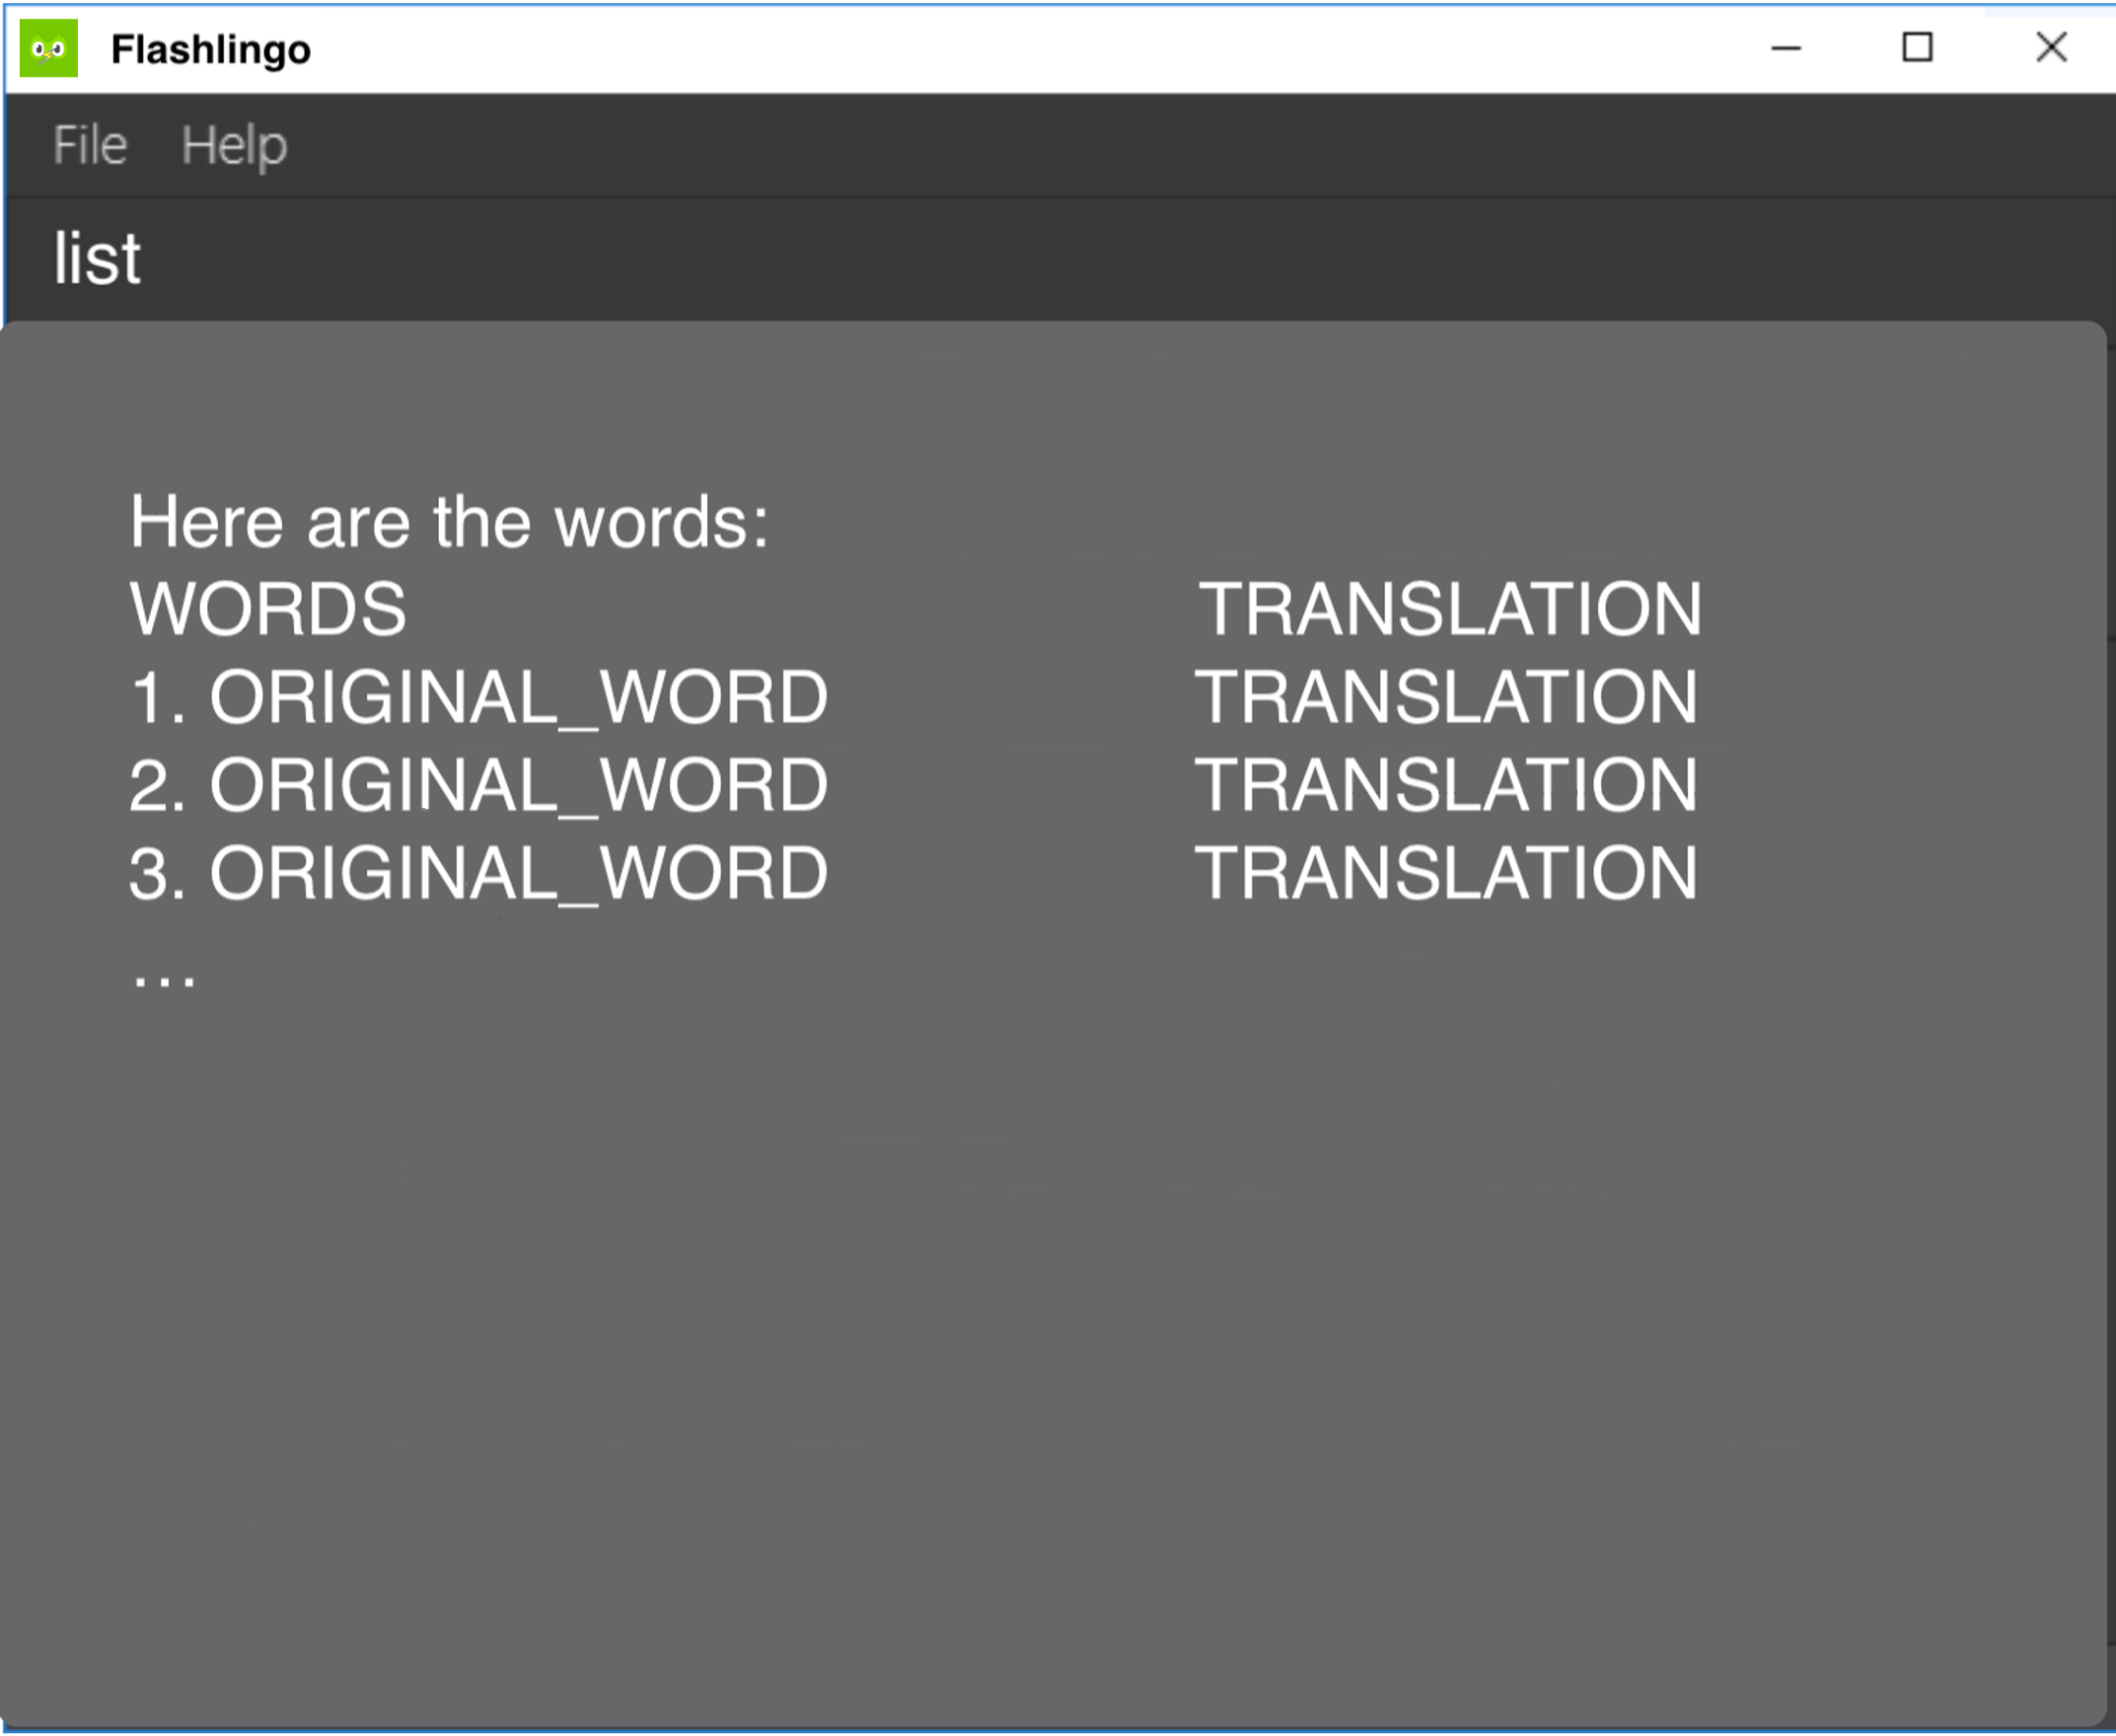 Flashlingo
File Help
list
Here are the words:
WORDS TRANSLATION
1. ORIGINAL_WORD TRANSLATION
2. ORIGINAL_WORD TRANSLATION
3. ORIGINAL_WORD TRANSLATION
...